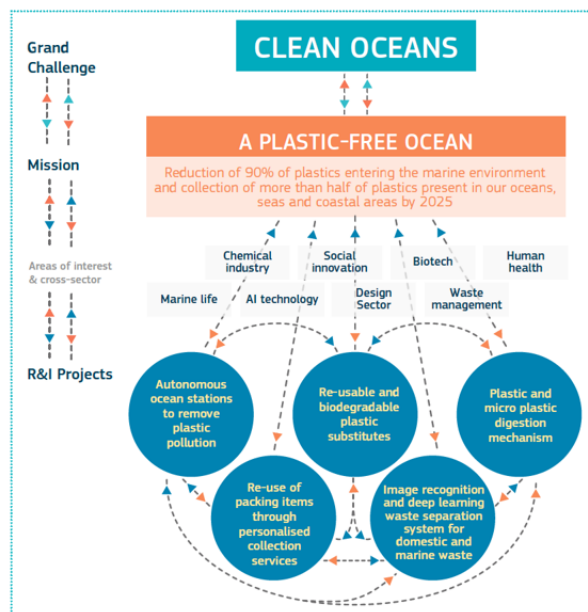 Grand
Challenge
CLEAN OCEANS
Mission
A PLASTIC-FREE OCEAN
Reduction of 90% of plastics entering the marine environment
and collection of more than half of plastics present in our oceans,
seas and coastal areas by 2025
Areas of interest
& cross-sector
Chemical
industry
Social
innovation
Biotech
Human
health
Marine life
AI technology
Design
Sector
Waste
management
R&I Projects
Autonomous
ocean stations
to remove
plastic
pollution
Re-usable and
biodegradable
plastic
substitutes
Plastic and
micro plastic
digestion
mechanism
Re-use of
packing items
through
personalised
collection
services
Image recognition
and deep learning
waste separation
system for
domestic and
marine waste